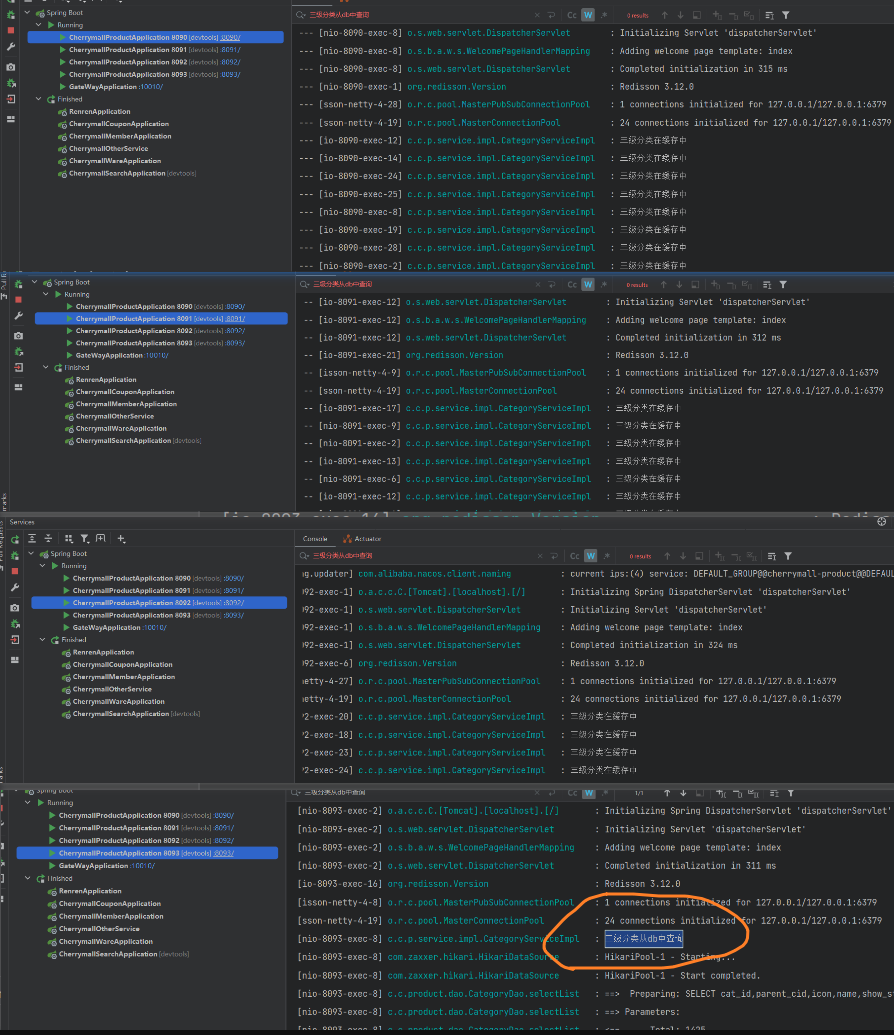 Spring Boot
Running
CherrymallProductApplication 8090 [devtools] :8090/
CherrymallProductApplication 8091 [devtools] :8091/
CherrymallProductApplication 8092 [devtools] :8092/
CherrymallProductApplication 8093 [devtools] :8093/
GateWayApplication :10010/
Finished
RenrenApplication
CherrymallCouponApplication
CherrymallMemberApplication
CherrymallOtherService
CherrymallWareApplication
CherrymallSearchApplication [devtools]
三级分类从db中查询 Cc W .* 0 results
--- [nio-8090-exec-8] o.s.web.servlet.DispatcherServlet : Initializing Servlet 'dispatcherServlet'
--- [nio-8090-exec-8] o.s.b.a.w.s.WelcomePageHandlerMapping : Adding welcome page template: index
--- [nio-8090-exec-8] o.s.web.servlet.DispatcherServlet : Completed initialization in 315 ms
--- [nio-8090-exec-1] org.redisson.Version : Redisson 3.12.0
--- [sson-netty-4-28] o.r.c.pool.MasterPubSubConnectionPool : 1 connections initialized for 127.0.0.1/127.0.0.1:6379
--- [sson-netty-4-19] o.r.c.pool.MasterConnectionPool : 24 connections initialized for 127.0.0.1/127.0.0.1:6379
--- [io-8090-exec-12] c.c.p.service.impl.CategoryServiceImpl : 三级分类在缓存中
--- [io-8090-exec-14] c.c.p.service.impl.CategoryServiceImpl : 三级分类在缓存中
--- [io-8090-exec-24] c.c.p.service.impl.CategoryServiceImpl : 三级分类在缓存中
--- [io-8090-exec-25] c.c.p.service.impl.CategoryServiceImpl : 三级分类在缓存中
--- [nio-8090-exec-8] c.c.p.service.impl.CategoryServiceImpl : 三级分类在缓存中
--- [io-8090-exec-19] c.c.p.service.impl.CategoryServiceImpl : 三级分类在缓存中
--- [io-8090-exec-28] c.c.p.service.impl.CategoryServiceImpl : 三级分类在缓存中
--- [nio-8090-exec-2] c.c.p.service.impl.CategoryServiceImpl : 三级分类在缓存中
Spring Boot
Running
CherrymallProductApplication 8090 [devtools] :8090/
CherrymallProductApplication 8091 [devtools] :8091/
CherrymallProductApplication 8092 [devtools] :8092/
CherrymallProductApplication 8093 [devtools] :8093/
GateWayApplication :10010/
Finished
RenrenApplication
CherrymallCouponApplication
CherrymallMemberApplication
CherrymallOtherService
CherrymallWareApplication
CherrymallSearchApplication [devtools]
三级分类从db中查询 Cc W .* 0 results
-- [io-8091-exec-12] o.s.web.servlet.DispatcherServlet : Initializing Servlet 'dispatcherServlet'
-- [io-8091-exec-12] o.s.b.a.w.s.WelcomePageHandlerMapping : Adding welcome page template: index
-- [io-8091-exec-12] o.s.web.servlet.DispatcherServlet : Completed initialization in 312 ms
-- [io-8091-exec-21] org.redisson.Version : Redisson 3.12.0
-- [isson-netty-4-9] o.r.c.pool.MasterPubSubConnectionPool : 1 connections initialized for 127.0.0.1/127.0.0.1:6379
-- [sson-netty-4-19] o.r.c.pool.MasterConnectionPool : 24 connections initialized for 127.0.0.1/127.0.0.1:6379
-- [io-8091-exec-17] c.c.p.service.impl.CategoryServiceImpl : 三级分类在缓存中
-- [nio-8091-exec-9] c.c.p.service.impl.CategoryServiceImpl : 三级分类在缓存中
-- [nio-8091-exec-2] c.c.p.service.impl.CategoryServiceImpl : 三级分类在缓存中
-- [io-8091-exec-13] c.c.p.service.impl.CategoryServiceImpl : 三级分类在缓存中
-- [nio-8091-exec-6] c.c.p.service.impl.CategoryServiceImpl : 三级分类在缓存中
-- [io-8091-exec-12] c.c.p.service.impl.CategoryServiceImpl : 三级分类在缓存中
Services
Spring Boot
Running
CherrymallProductApplication 8090 [devtools] :8090/
CherrymallProductApplication 8091 [devtools] :8091/
CherrymallProductApplication 8092 [devtools] :8092/
CherrymallProductApplication 8093 [devtools] :8093/
GateWayApplication :10010/
Finished
RenrenApplication
CherrymallCouponApplication
CherrymallMemberApplication
CherrymallOtherService
CherrymallWareApplication
CherrymallSearchApplication [devtools]
Console Actuator
三级分类从db中查询 Cc W .* 0 results
ng.updater] com.alibaba.nacos.client.naming : current ips:(4) service: DEFAULT_GROUP@@cherrymall-product@@DEFAUL
92-exec-1] o.a.c.c.C.[Tomcat].[localhost].[/] : Initializing Spring DispatcherServlet 'dispatcherServlet'
92-exec-1] o.s.web.servlet.DispatcherServlet : Initializing Servlet 'dispatcherServlet'
92-exec-1] o.s.b.a.w.s.WelcomePageHandlerMapping : Adding welcome page template: index
92-exec-1] o.s.web.servlet.DispatcherServlet : Completed initialization in 324 ms
92-exec-6] org.redisson.Version : Redisson 3.12.0
netty-4-27] o.r.c.pool.MasterPubSubConnectionPool : 1 connections initialized for 127.0.0.1/127.0.0.1:6379
netty-4-19] o.r.c.pool.MasterConnectionPool : 24 connections initialized for 127.0.0.1/127.0.0.1:6379
2-exec-20] c.c.p.service.impl.CategoryServiceImpl : 三级分类在缓存中
2-exec-18] c.c.p.service.impl.CategoryServiceImpl : 三级分类在缓存中
2-exec-23] c.c.p.service.impl.CategoryServiceImpl : 三级分类在缓存中
2-exec-24] c.c.p.service.impl.CategoryServiceImpl : 三级分类在缓存中
Spring Boot
Running
CherrymallProductApplication 8090 [devtools] :8090/
CherrymallProductApplication 8091 [devtools] :8091/
CherrymallProductApplication 8092 [devtools] :8092/
CherrymallProductApplication 8093 [devtools] :8093/
GateWayApplication :10010/
Finished
RenrenApplication
CherrymallCouponApplication
CherrymallMemberApplication
CherrymallOtherService
CherrymallWareApplication
CherrymallSearchApplication [devtools]
三级分类从db中查询 Cc W .* 1/1
[nio-8093-exec-2] o.a.c.c.C.[Tomcat].[localhost].[/] : Initializing Spring DispatcherServlet 'dispatcherServlet'
[nio-8093-exec-2] o.s.web.servlet.DispatcherServlet : Initializing Servlet 'dispatcherServlet'
[nio-8093-exec-2] o.s.b.a.w.s.WelcomePageHandlerMapping : Adding welcome page template: index
[nio-8093-exec-2] o.s.web.servlet.DispatcherServlet : Completed initialization in 311 ms
[io-8093-exec-16] org.redisson.Version : Redisson 3.12.0
[isson-netty-4-8] o.r.c.pool.MasterPubSubConnectionPool : 1 connections initialized for 127.0.0.1/127.0.0.1:6379
[sson-netty-4-19] o.r.c.pool.MasterConnectionPool : 24 connections initialized for 127.0.0.1/127.0.0.1:6379
[nio-8093-exec-8] c.c.p.service.impl.CategoryServiceImpl : 三级分类从db中查询
[nio-8093-exec-8] com.zaxxer.hikari.HikariDataSource : HikariPool-1 - Starting...
[nio-8093-exec-8] com.zaxxer.hikari.HikariDataSource : HikariPool-1 - Start completed.
[nio-8093-exec-8] c.c.product.dao.CategoryDao.selectList : ==> Preparing: SELECT cat_id,parent_cid,icon,name,show_st
[nio-8093-exec-8] c.c.product.dao.CategoryDao.selectList : ==> Parameters: